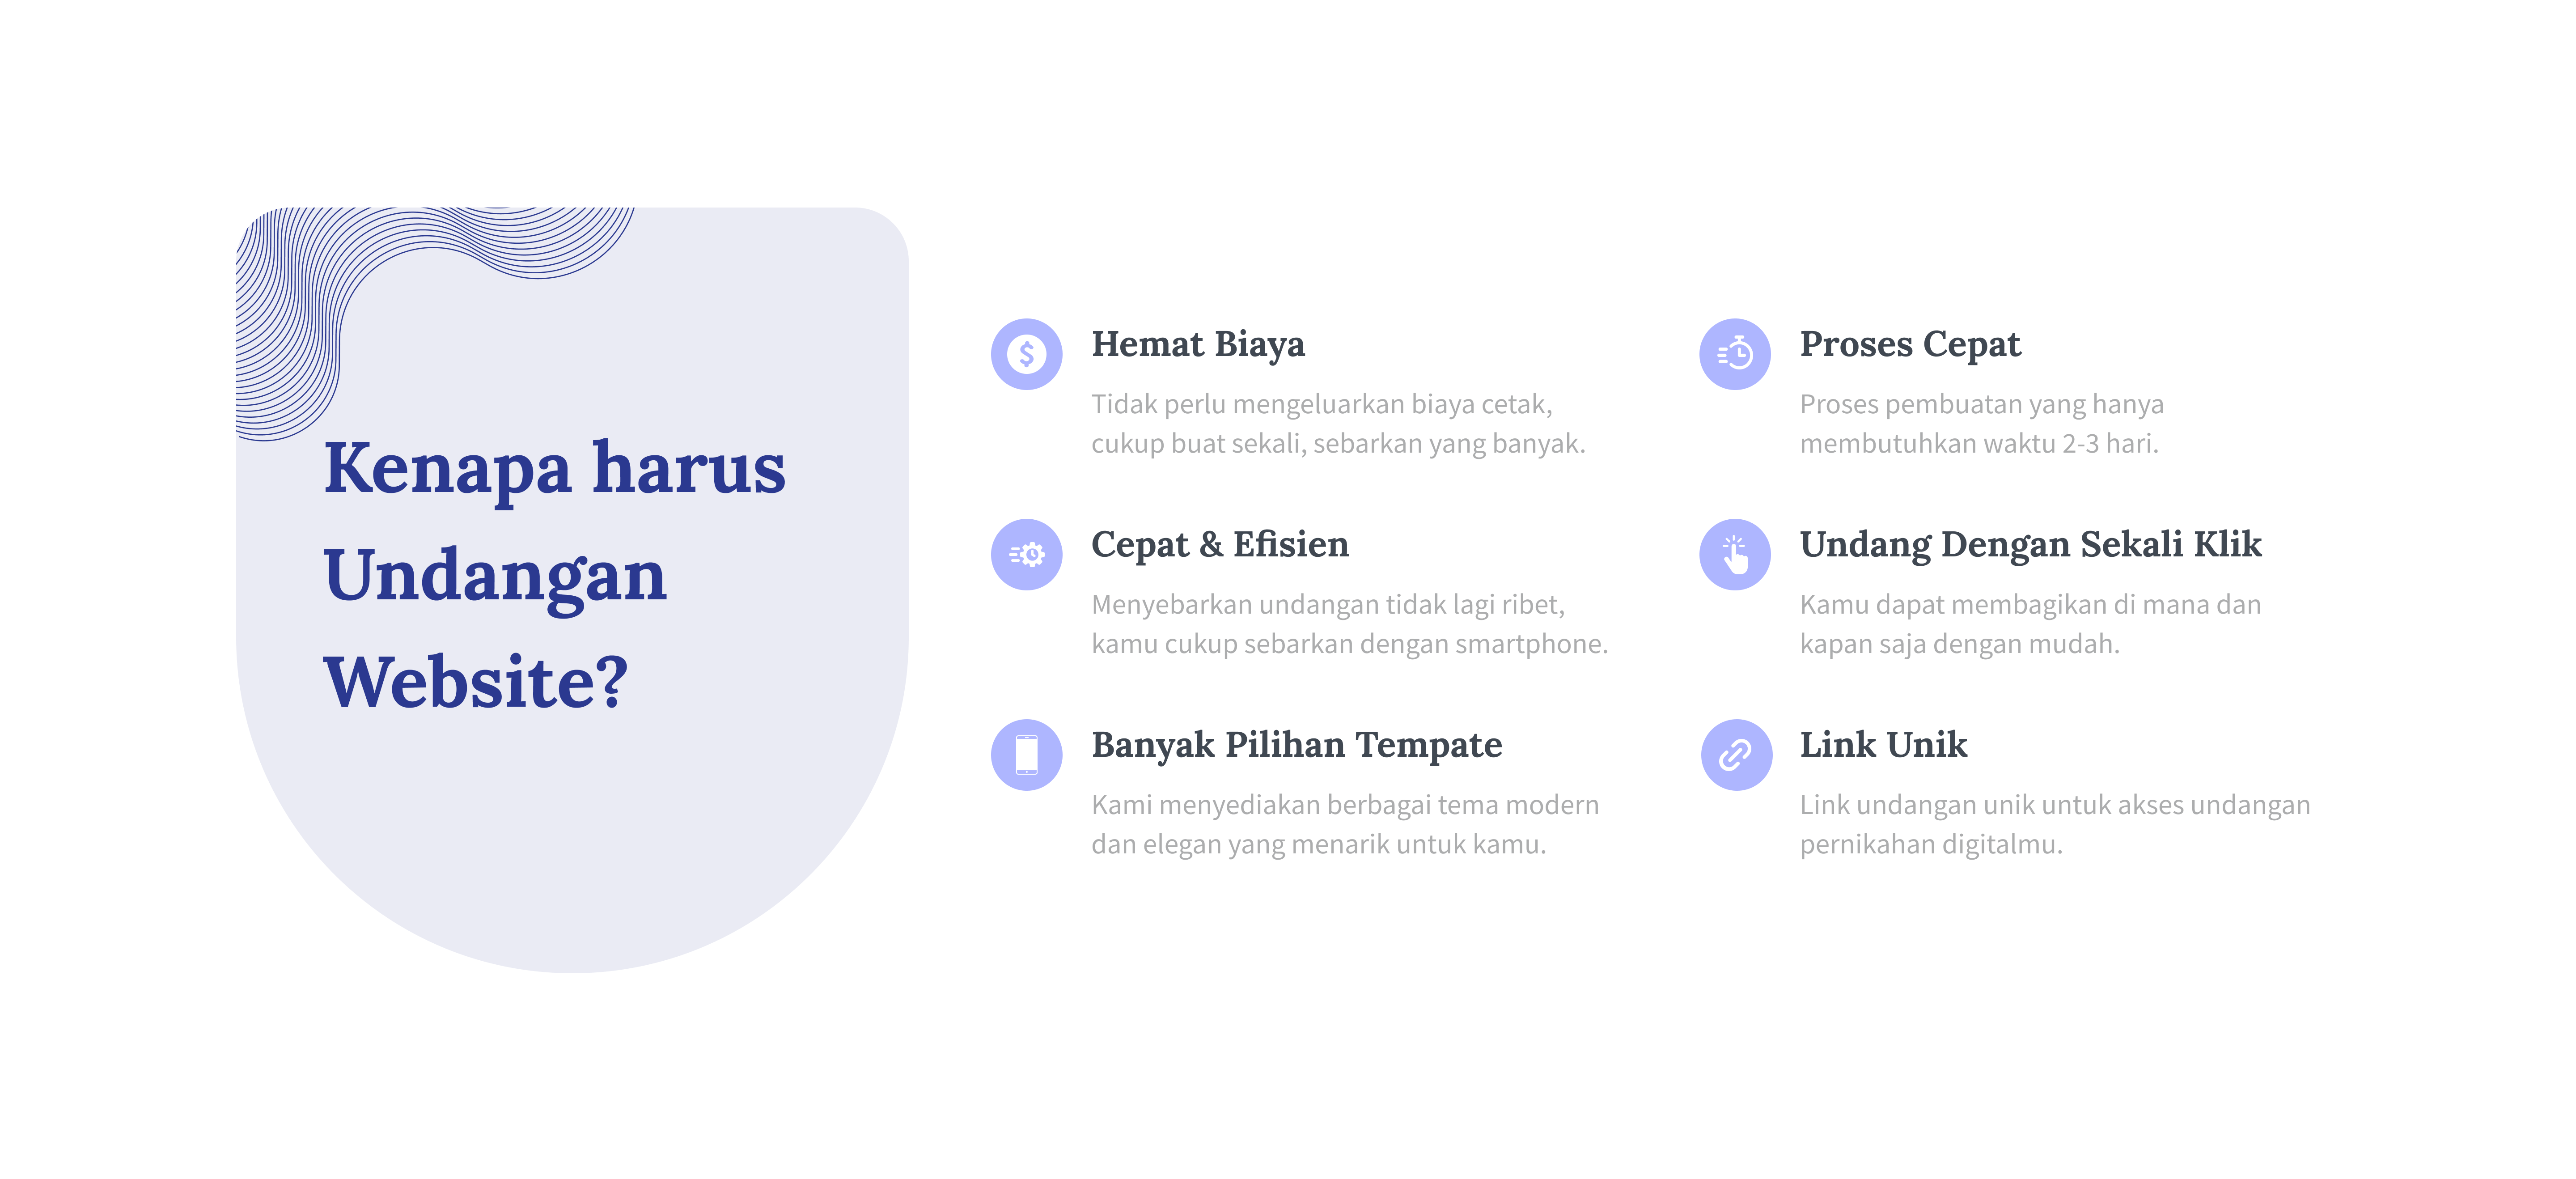 Kenapa harus
Undangan
Website?
Hemat Biaya
Tidak perlu mengeluarkan biaya cetak,
cukup buat sekali, sebarkan yang banyak.
Proses Cepat
Proses pembuatan yang hanya
membutuhkan waktu 2-3 hari.
Cepat & Efisien
Menyebarkan undangan tidak lagi ribet,
kamu cukup sebarkan dengan smartphone.
Undang Dengan Sekali Klik
Kamu dapat membagikan di mana dan
kapan saja dengan mudah.
Banyak Pilihan Tempate
Kami menyediakan berbagai tema modern
dan elegan yang menarik untuk kamu.
Link Unik
Link undangan unik untuk akses undangan
pernikahan digitalmu.